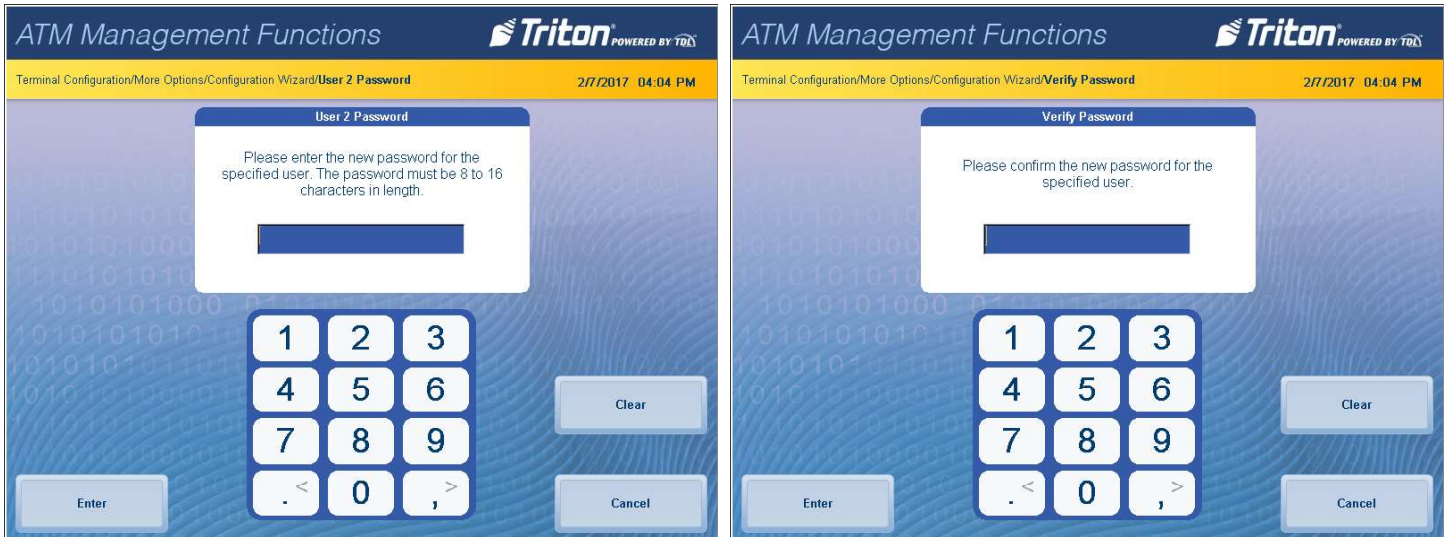 ATM Management Functions
Triton® POWERED BY TDL
Terminal Configuration/More Options/Configuration Wizard/User 2 Password
2/7/2017 04:04 PM
User 2 Password
Please enter the new password for the
specified user. The password must be 8 to 16
characters in length.
1 2 3
4 5 6
7 8 9
.< 0 ,>
Clear
Enter
Cancel
ATM Management Functions
Triton® POWERED BY TDL
Terminal Configuration/More Options/Configuration Wizard/Verify Password
2/7/2017 04:04 PM
Verify Password
Please confirm the new password for the
specified user.
1 2 3
4 5 6
7 8 9
.< 0 ,>
Clear
Enter
Cancel